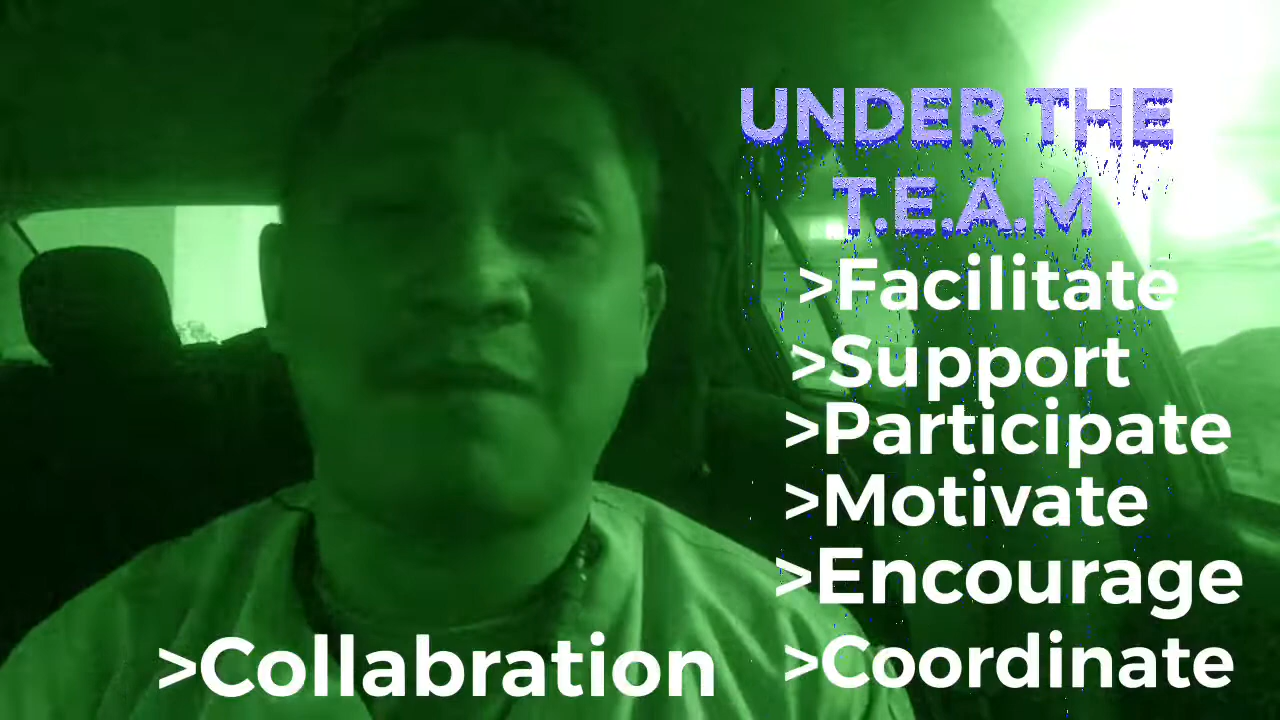 UNDER THE
T.E.A.M
>Facilitate
>Support
>Participate
>Motivate
>Encourage
>Coordinate
>Collabration